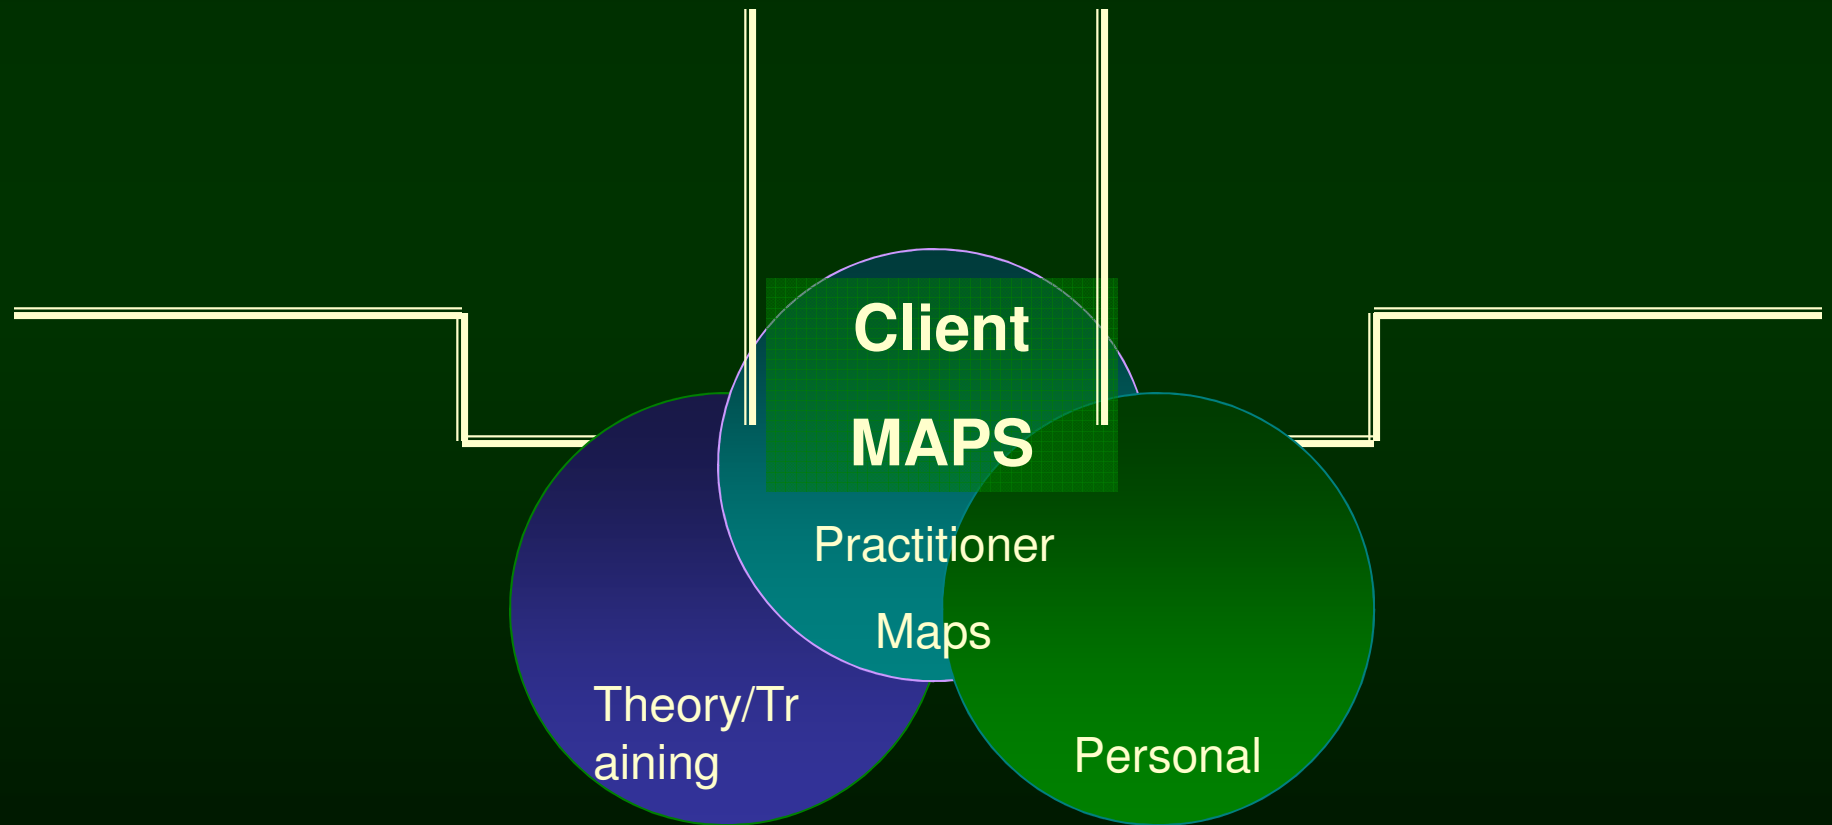 Client
MAPS
Practitioner
Maps
Theory/Tr
aining
Personal